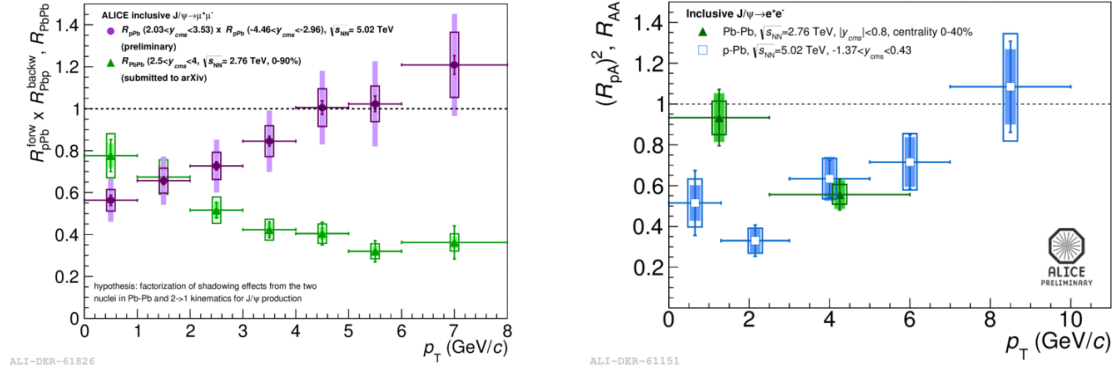 ALICE inclusive J/ψ→μ⁺μ⁻
R_pPb (2.03<y_cms<3.53) x R_pPb (-4.46<y_cms<-2.96), √s_NN= 5.02 TeV
(preliminary)
R_PbPb (2.5<y_cms<4, √s_NN= 2.76 TeV, 0-90%)
(submitted to arXiv)
R_pPb^forw x R_Pbp^backw , R_PbPb
1.4
1.2
1
0.8
0.6
0.4
0.2
0
hypothesis: factorization of shadowing effects from the two
nuclei in Pb-Pb and 2->1 kinematics for J/ψ production
0 1 2 3 4 5 6 7 8
p_T (GeV/c)
ALI-DER-61826
Inclusive J/ψ→e⁺e⁻
Pb-Pb, √s_NN=2.76 TeV, |y_cms|<0.8, centrality 0-40%
p-Pb, √s_NN=5.02 TeV, -1.37<y_cms<0.43
(R_pA)², R_AA
1.4
1.2
1
0.8
0.6
0.4
0.2
0
ALICE
PRELIMINARY
0 2 4 6 8 10
p_T (GeV/c)
ALI-DER-61151